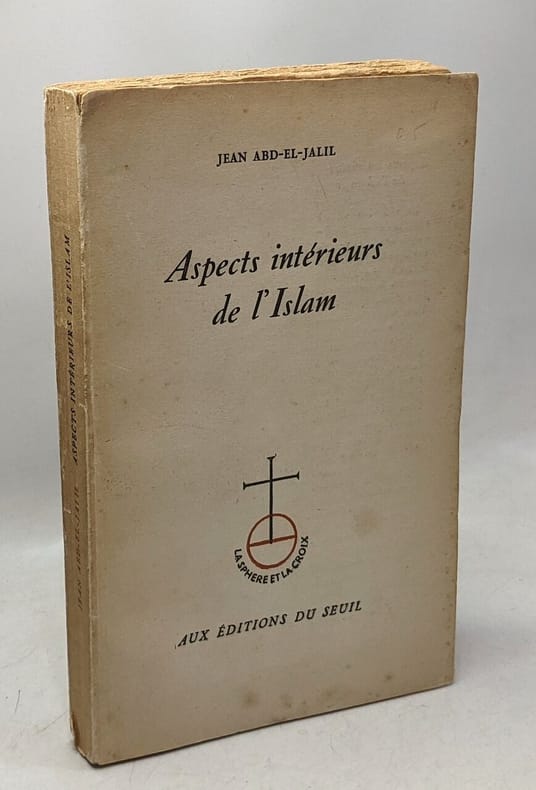 JEAN ABD-EL-JALIL
Aspects intérieurs
de l'Islam
LA SPHÈRE ET LA CROIX
AUX ÉDITIONS DU SEUIL
JEAN ABD-EL-JALIL ASPECTS INTÉRIEURS DE L'ISLAM